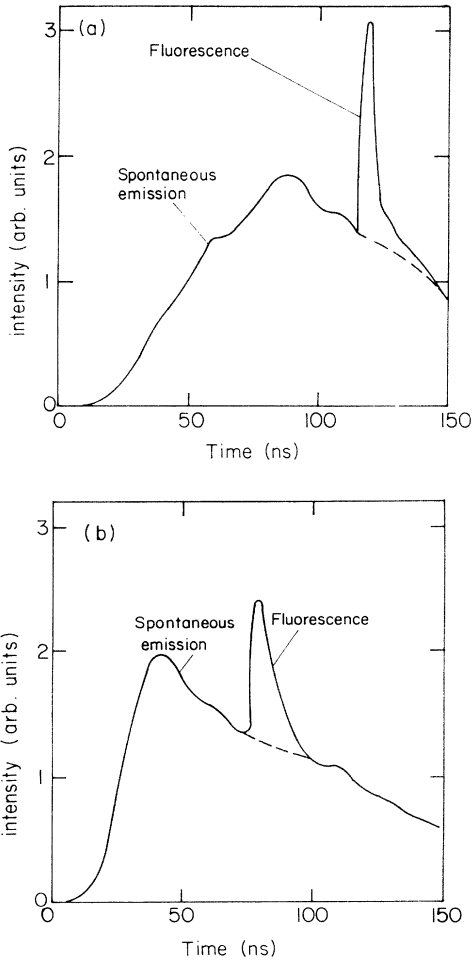 (a)
3
Fluorescence
2
Spontaneous
emission
intensity (arb. units)
1
0
0
50
100
150
Time (ns)
(b)
3
Spontaneous
emission
Fluorescence
2
intensity (arb. units)
1
0
0
50
100
150
Time (ns)